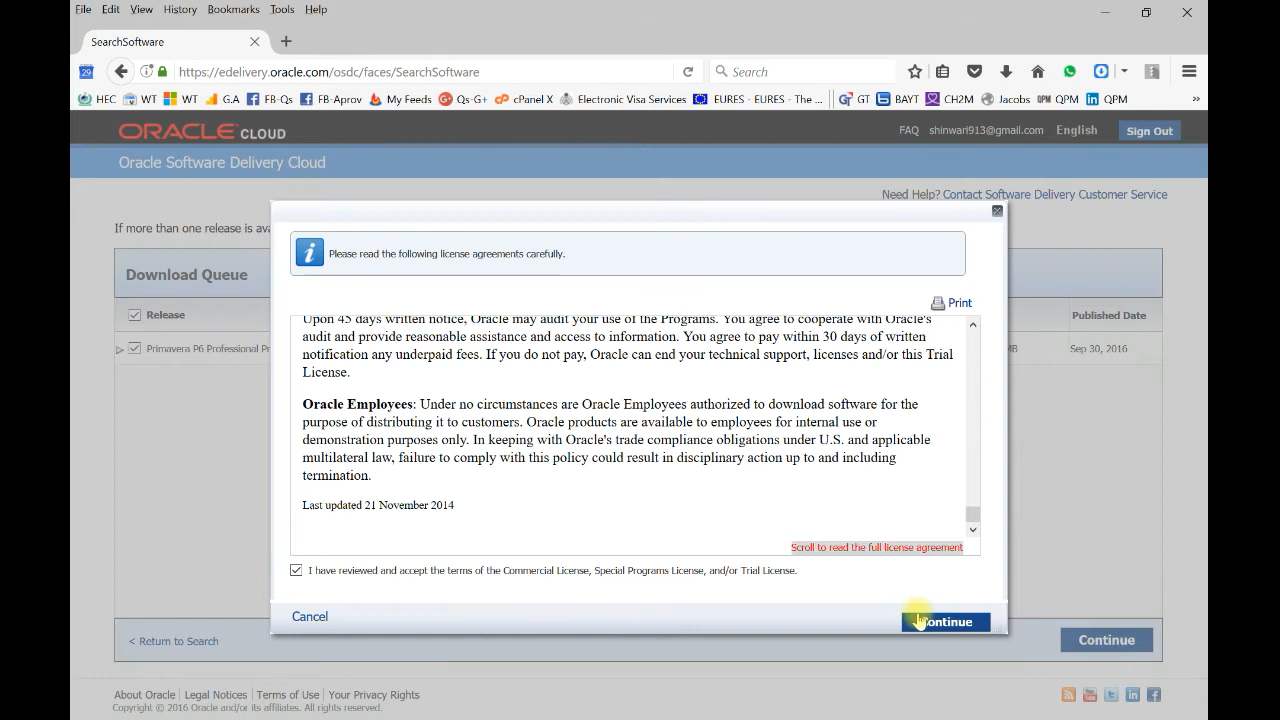 File Edit View History Bookmarks Tools Help
SearchSoftware
29 https://edelivery.oracle.com/osdc/faces/SearchSoftware Search
HEC WT WT G.A FB-Qs FB-Aprov My Feeds Qs-G+ cPanel X Electronic Visa Services EURES - EURES - The ... GT BAYT CH2M Jacobs QPM QPM QPM
ORACLE CLOUD FAQ shinwari913@gmail.com English Sign Out
Oracle Software Delivery Cloud
Need Help? Contact Software Delivery Customer Service
If more than one release is ava
Download Queue
Release Published Date
Primavera P6 Professional Pr MB Sep 30, 2016
Please read the following license agreements carefully.
Print
Upon 45 days written notice, Oracle may audit your use of the Programs. You agree to cooperate with Oracle's
audit and provide reasonable assistance and access to information. You agree to pay within 30 days of written
notification any underpaid fees. If you do not pay, Oracle can end your technical support, licenses and/or this Trial
License.
Oracle Employees: Under no circumstances are Oracle Employees authorized to download software for the
purpose of distributing it to customers. Oracle products are available to employees for internal use or
demonstration purposes only. In keeping with Oracle's trade compliance obligations under U.S. and applicable
multilateral law, failure to comply with this policy could result in disciplinary action up to and including
termination.
Last updated 21 November 2014
Scroll to read the full license agreement
I have reviewed and accept the terms of the Commercial License, Special Programs License, and/or Trial License.
Cancel Continue
< Return to Search Continue
About Oracle | Legal Notices | Terms of Use | Your Privacy Rights
Copyright © 2016 Oracle and/or its affiliates. All rights reserved.